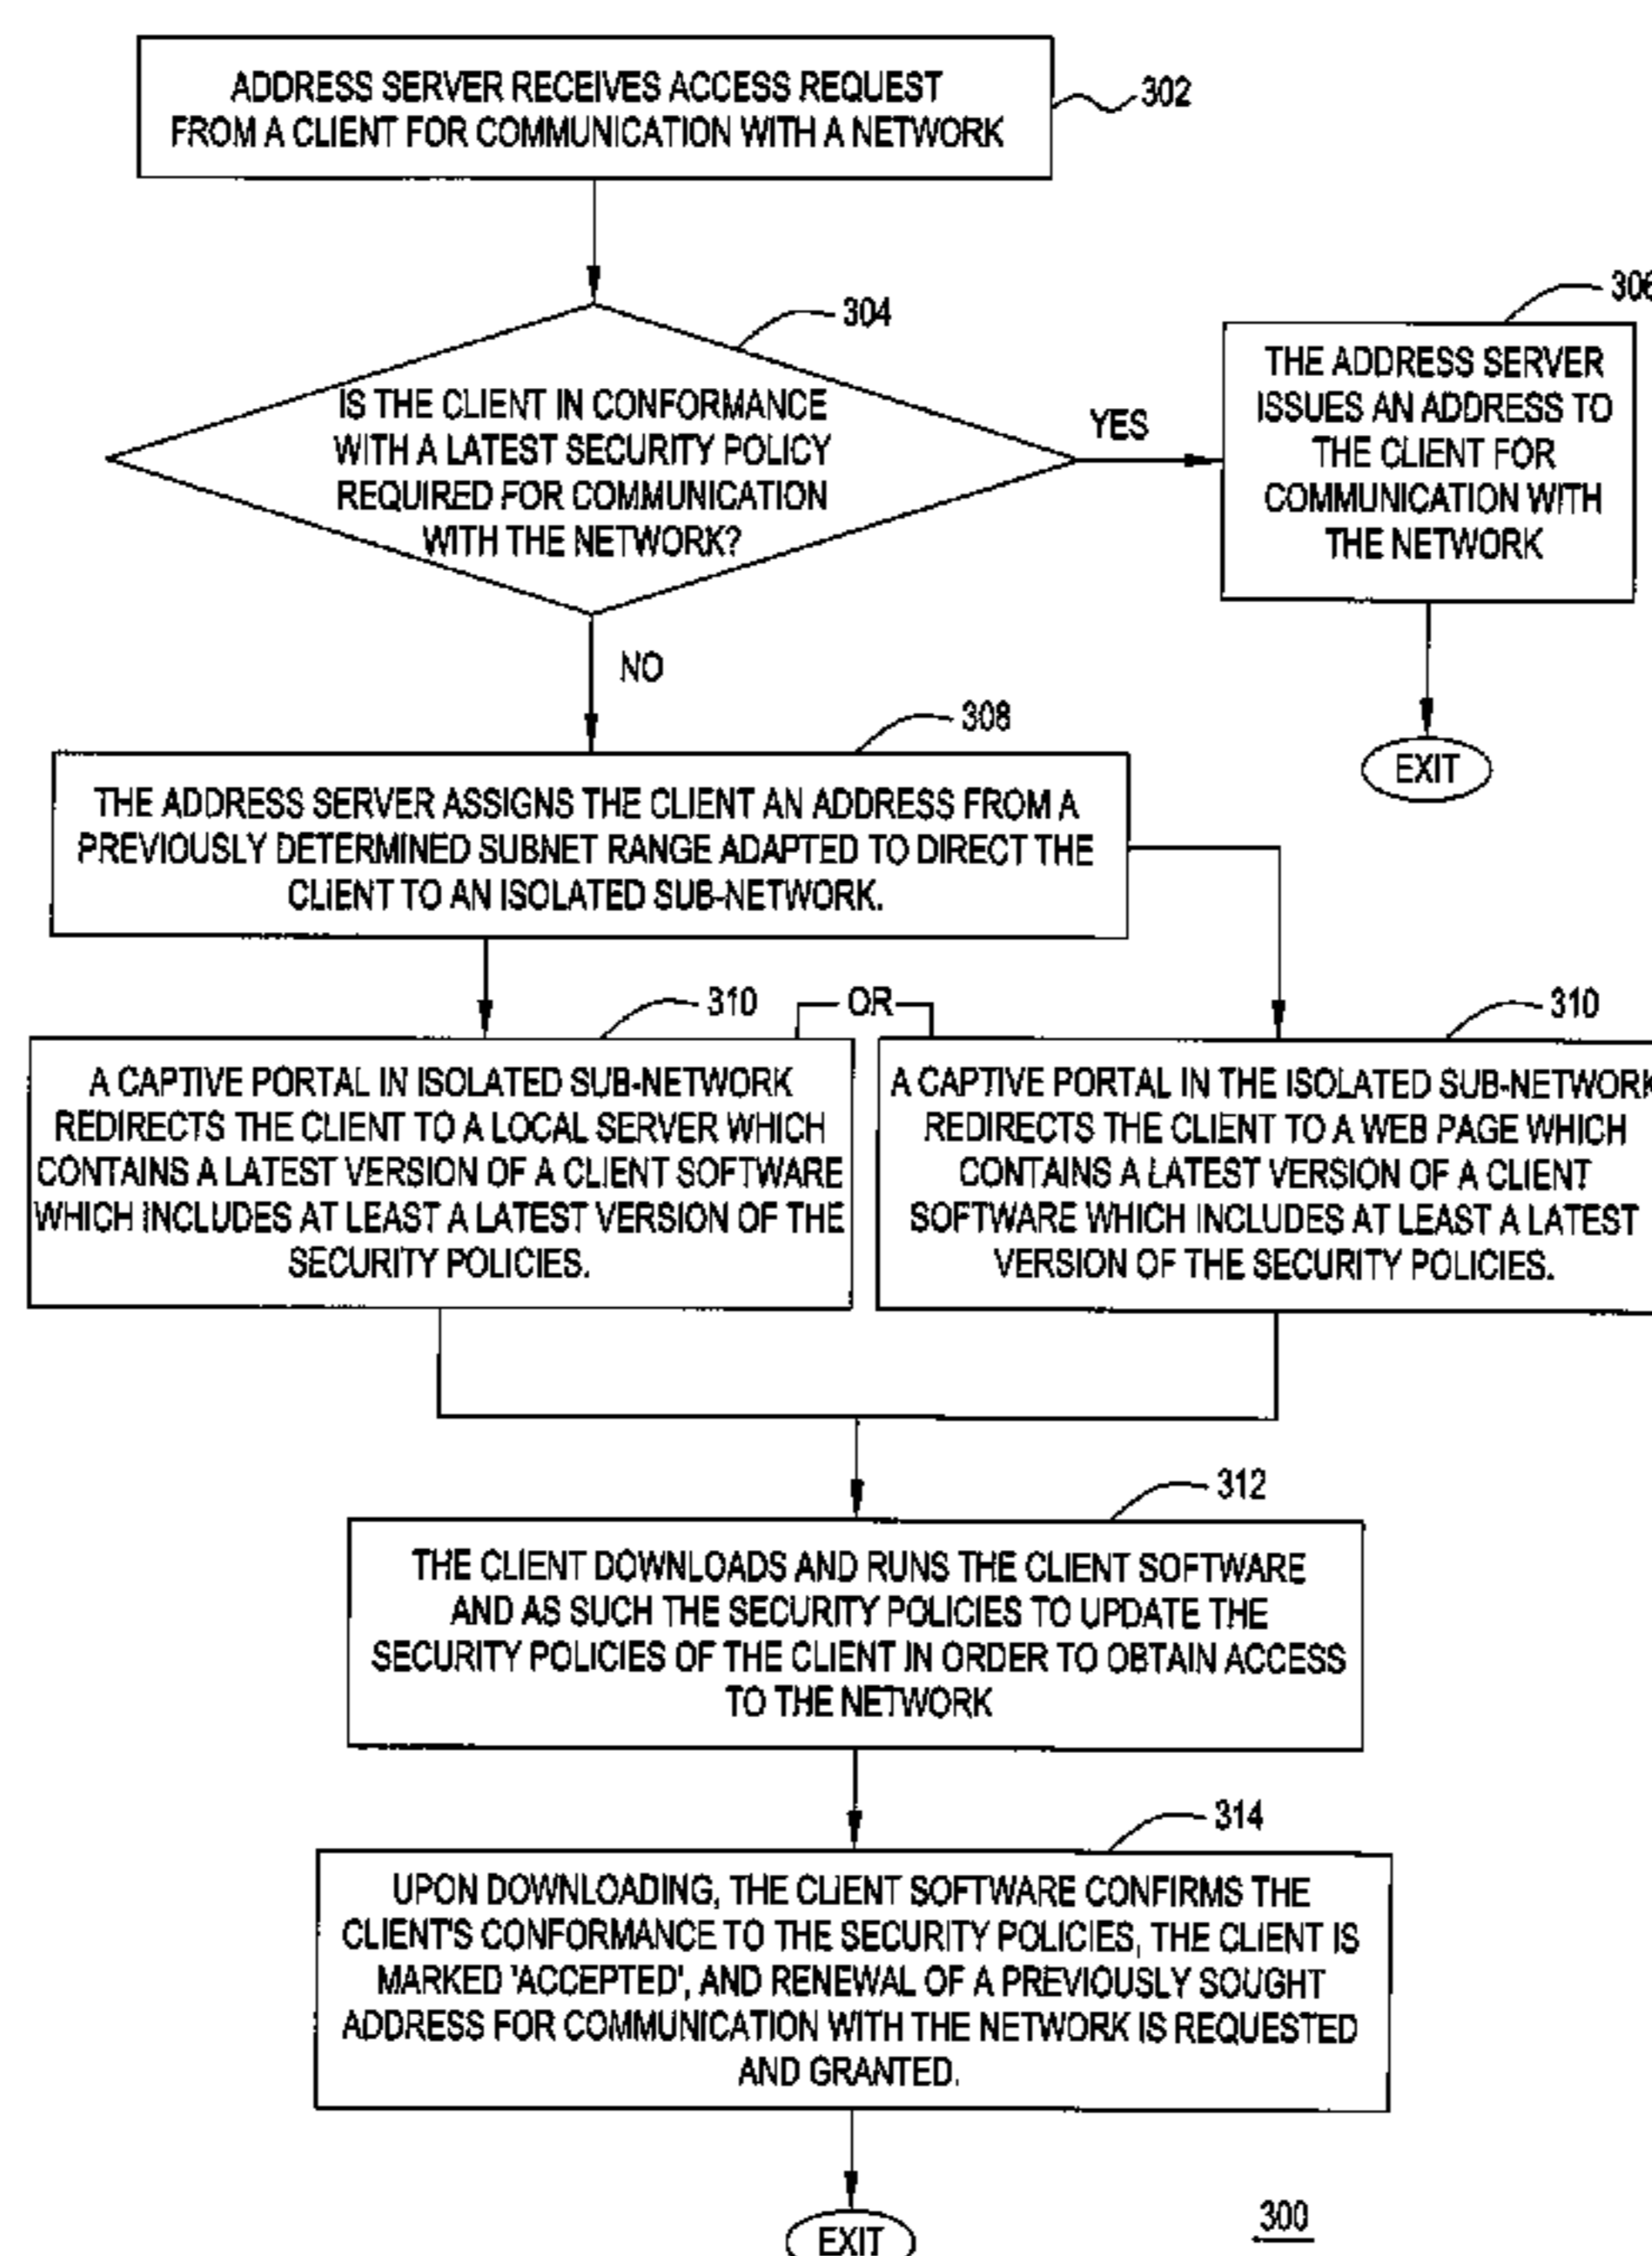 ADDRESS SERVER RECEIVES ACCESS REQUEST
FROM A CLIENT FOR COMMUNICATION WITH A NETWORK
302
304
IS THE CLIENT IN CONFORMANCE
WITH A LATEST SECURITY POLICY
REQUIRED FOR COMMUNICATION
WITH THE NETWORK?
YES
306
THE ADDRESS SERVER
ISSUES AN ADDRESS TO
THE CLIENT FOR
COMMUNICATION WITH
THE NETWORK
EXIT
NO
308
THE ADDRESS SERVER ASSIGNS THE CLIENT AN ADDRESS FROM A
PREVIOUSLY DETERMINED SUBNET RANGE ADAPTED TO DIRECT THE
CLIENT TO AN ISOLATED SUB-NETWORK.
310
OR
310
A CAPTIVE PORTAL IN ISOLATED SUB-NETWORK
REDIRECTS THE CLIENT TO A LOCAL SERVER WHICH
CONTAINS A LATEST VERSION OF A CLIENT SOFTWARE
WHICH INCLUDES AT LEAST A LATEST VERSION OF THE
SECURITY POLICIES.
A CAPTIVE PORTAL IN THE ISOLATED SUB-NETWORK
REDIRECTS THE CLIENT TO A WEB PAGE WHICH
CONTAINS A LATEST VERSION OF A CLIENT
SOFTWARE WHICH INCLUDES AT LEAST A LATEST
VERSION OF THE SECURITY POLICIES.
312
THE CLIENT DOWNLOADS AND RUNS THE CLIENT SOFTWARE
AND AS SUCH THE SECURITY POLICIES TO UPDATE THE
SECURITY POLICIES OF THE CLIENT IN ORDER TO OBTAIN ACCESS
TO THE NETWORK
314
UPON DOWNLOADING, THE CLIENT SOFTWARE CONFIRMS THE
CLIENT'S CONFORMANCE TO THE SECURITY POLICIES, THE CLIENT IS
MARKED 'ACCEPTED', AND RENEWAL OF A PREVIOUSLY SOUGHT
ADDRESS FOR COMMUNICATION WITH THE NETWORK IS REQUESTED
AND GRANTED.
EXIT
300